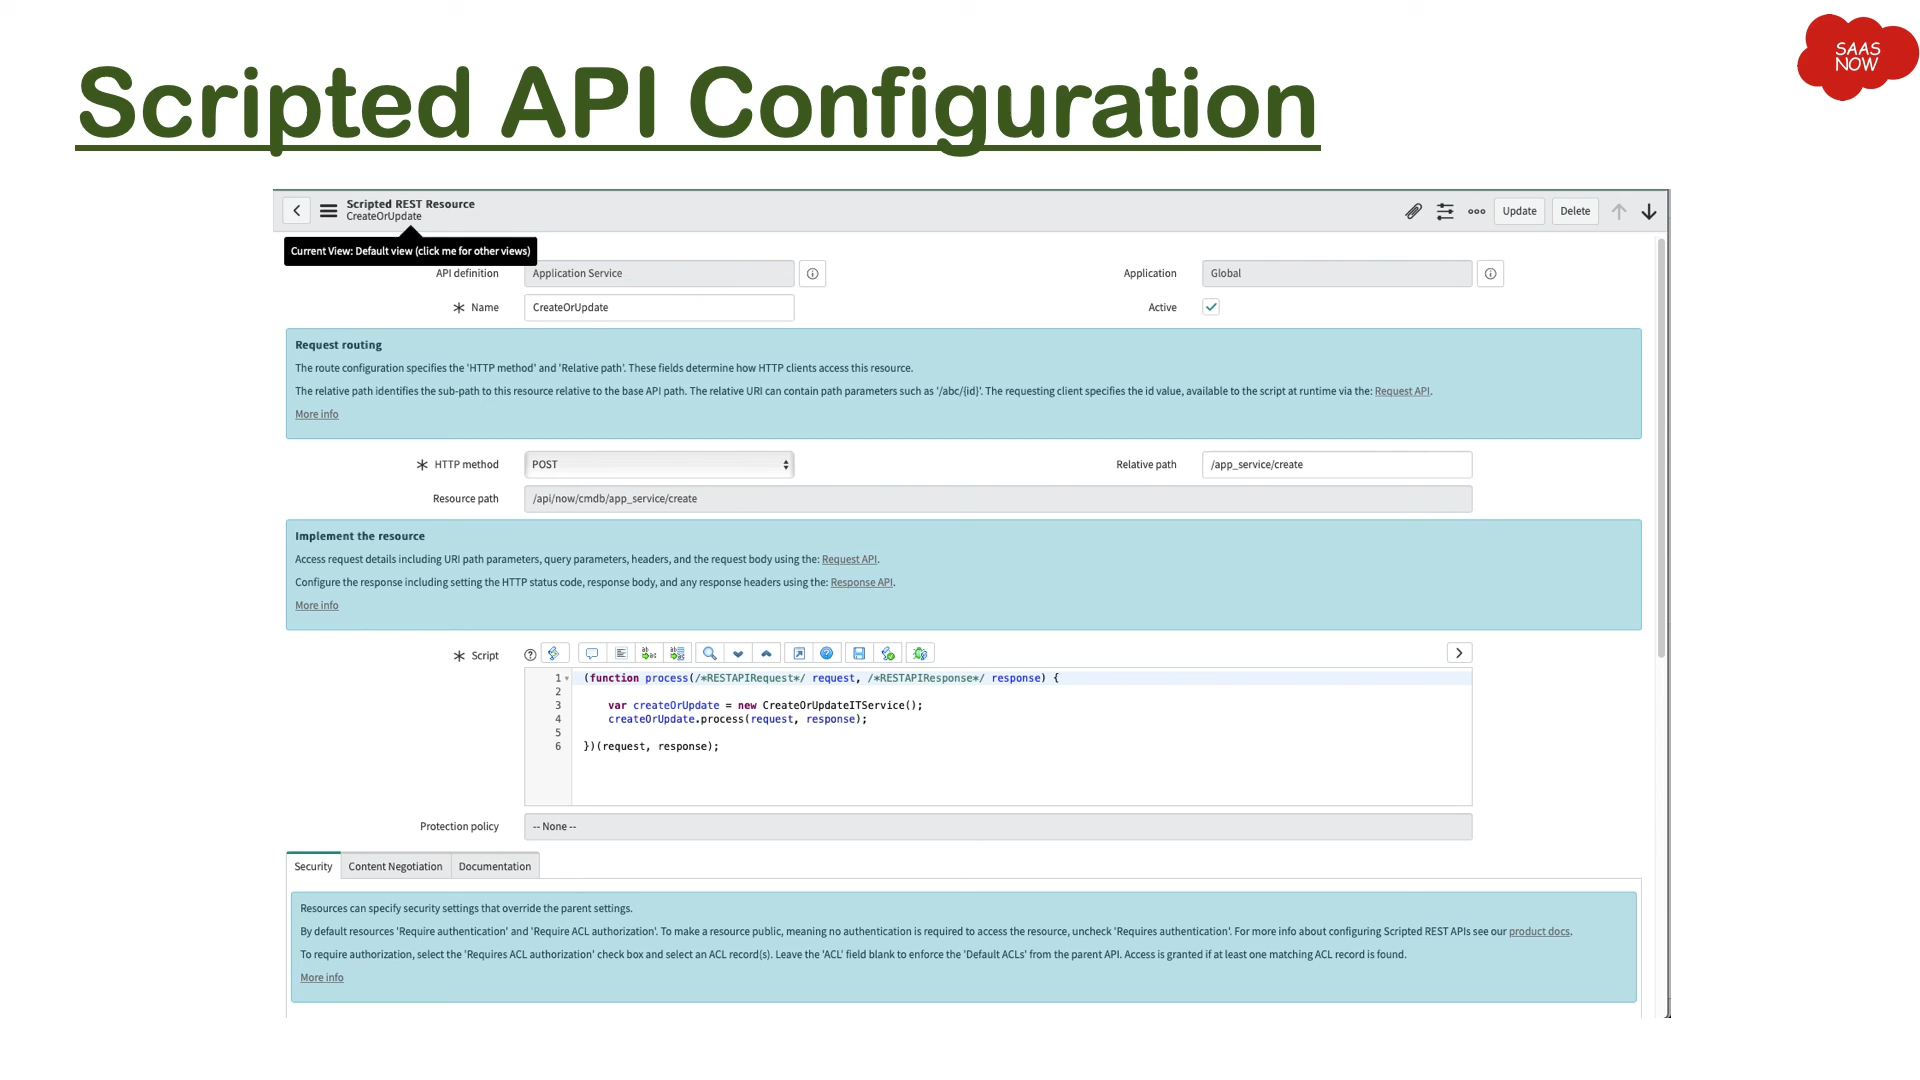 SAAS
NOW
Scripted API Configuration
Scripted REST Resource
CreateOrUpdate
Update
Delete
Current View: Default view (click me for other views)
API definition
Application Service
Application
Global
Name
CreateOrUpdate
Active
Request routing
The route configuration specifies the 'HTTP method' and 'Relative path'. These fields determine how HTTP clients access this resource.
The relative path identifies the sub-path to this resource relative to the base API path. The relative URI can contain path parameters such as '/abc/{id}'. The requesting client specifies the id value, available to the script at runtime via the: Request API.
More info
HTTP method
POST
Relative path
/app_service/create
Resource path
/api/now/cmdb/app_service/create
Implement the resource
Access request details including URI path parameters, query parameters, headers, and the request body using the: Request API.
Configure the response including setting the HTTP status code, response body, and any response headers using the: Response API.
More info
Script
1 (function process(/*RESTAPIRequest*/ request, /*RESTAPIResponse*/ response) {
2
3 var createOrUpdate = new CreateOrUpdateITService();
4 createOrUpdate.process(request, response);
5
6 })(request, response);
Protection policy
-- None --
Security
Content Negotiation
Documentation
Resources can specify security settings that override the parent settings.
By default resources 'Require authentication' and 'Require ACL authorization'. To make a resource public, meaning no authentication is required to access the resource, uncheck 'Requires authentication'. For more info about configuring Scripted REST APIs see our product docs.
To require authorization, select the 'Requires ACL authorization' check box and select an ACL record(s). Leave the 'ACL' field blank to enforce the 'Default ACLs' from the parent API. Access is granted if at least one matching ACL record is found.
More info